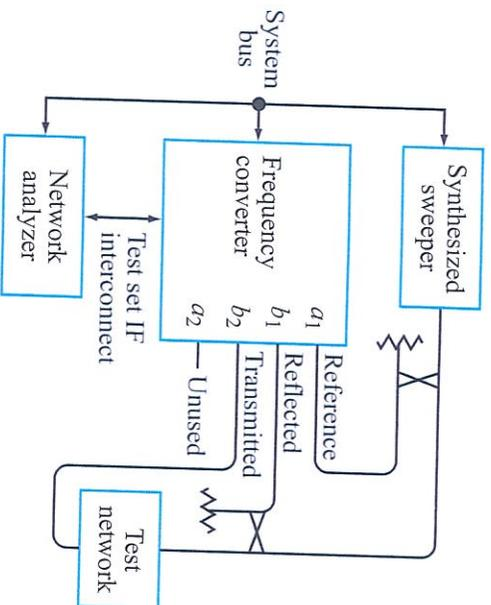 System
bus
Synthesized
sweeper
Frequency
converter
a₁
b₁
b₂
a₂
Reference
Reflected
Transmitted
Unused
Network
analyzer
Test set IF
interconnect
Test
network